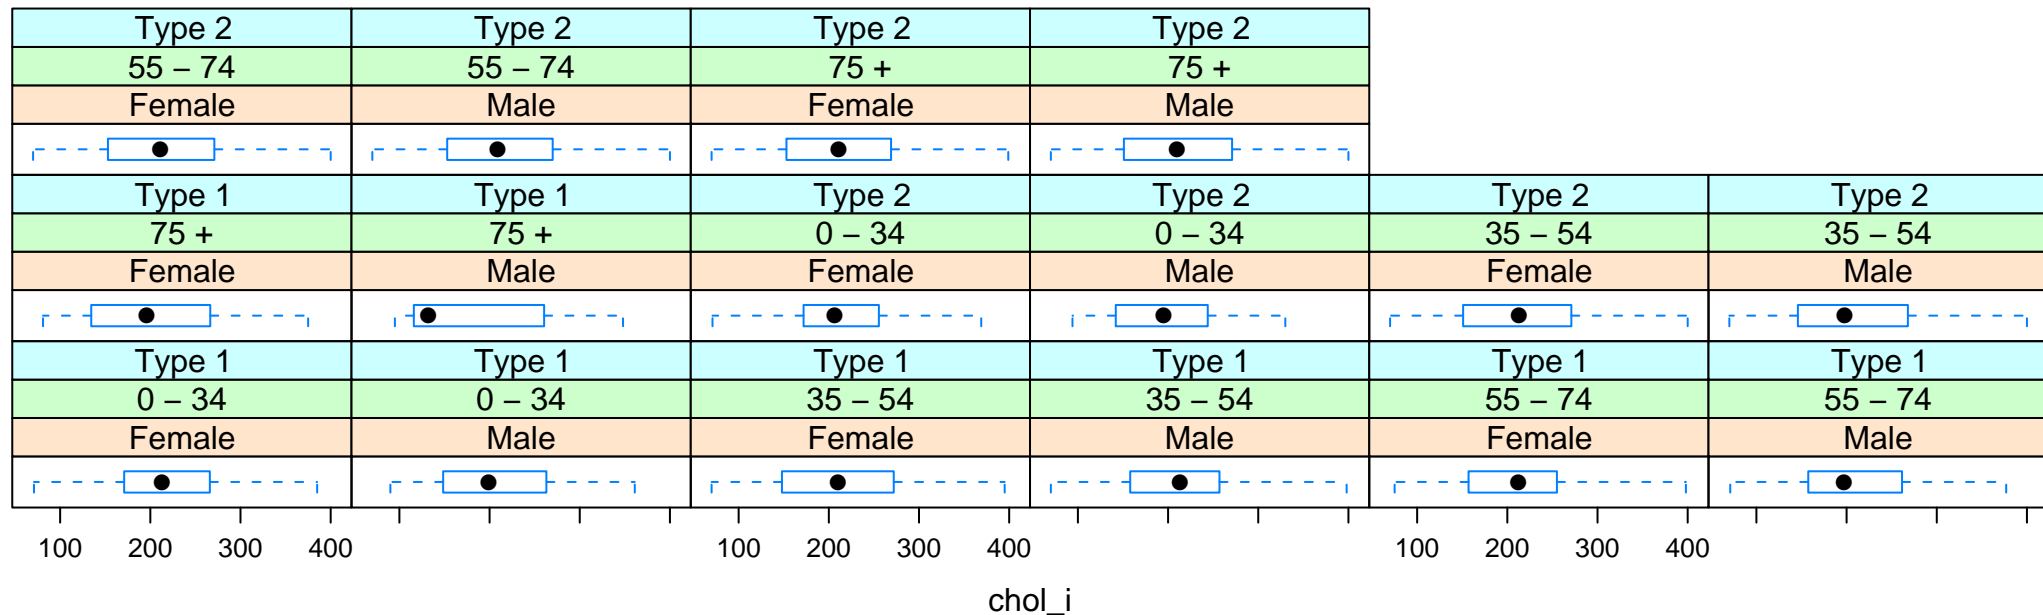 Type 2 Type 2 Type 2 Type 2
55 – 74 55 – 74 75 + 75 +
Female Male Female Male
Type 1 Type 1 Type 2 Type 2 Type 2 Type 2
75 + 75 + 0 – 34 0 – 34 35 – 54 35 – 54
Female Male Female Male Female Male
Type 1 Type 1 Type 1 Type 1 Type 1 Type 1
0 – 34 0 – 34 35 – 54 35 – 54 55 – 74 55 – 74
Female Male Female Male Female Male
100 200 300 400 100 200 300 400 100 200 300 400
chol_i